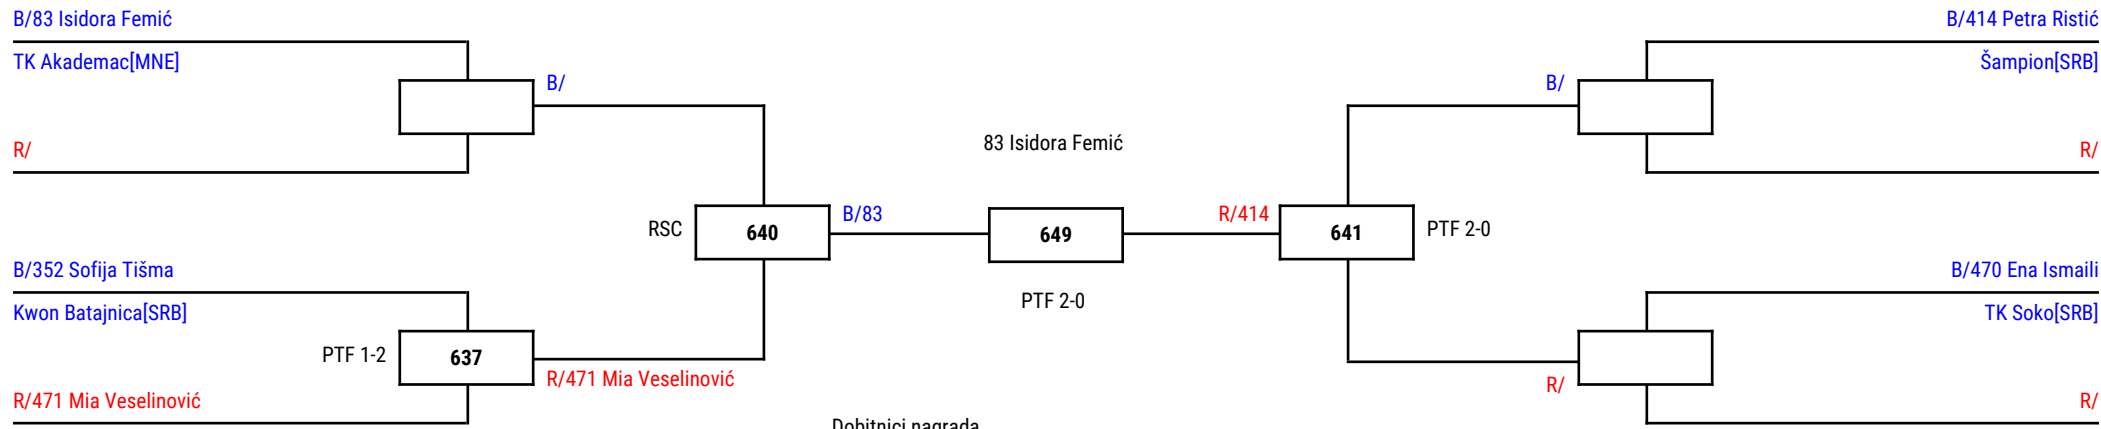 B/83 Isidora Femić
TK Akademac[MNE]
B/
R/
RSC
640
B/83
B/352 Sofija Tišma
Kwon Batajnica[SRB]
PTF 1-2
637
R/471 Mia Veselinović
R/471 Mia Veselinović
83 Isidora Femić
649
PTF 2-0
Dobitnici nagrada
B/414 Petra Ristić
Šampion[SRB]
B/
R/
R/414
641
PTF 2-0
B/470 Ena Ismaili
TK Soko[SRB]
R/
R/